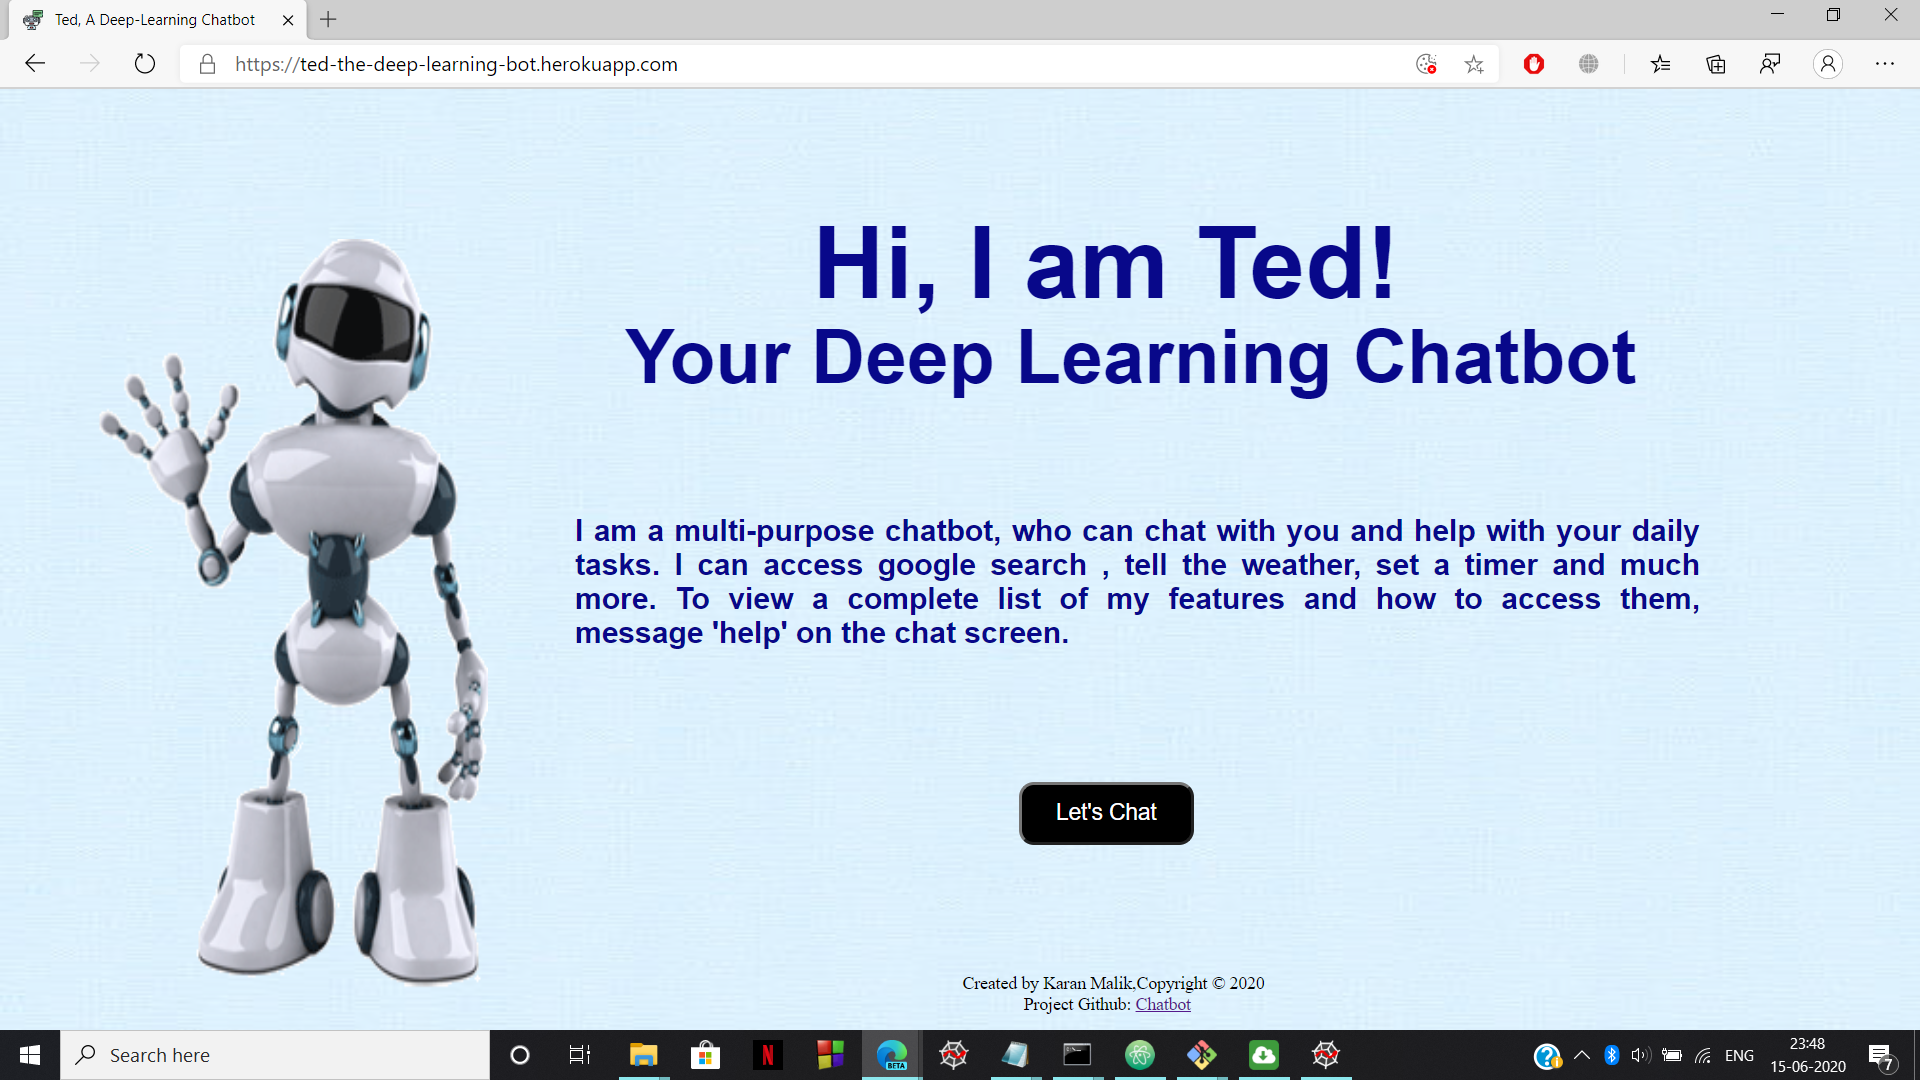 Ted, A Deep-Learning Chatbot
https://ted-the-deep-learning-bot.herokuapp.com
Hi, I am Ted!
Your Deep Learning Chatbot
I am a multi-purpose chatbot, who can chat with you and help with your daily
tasks. I can access google search , tell the weather, set a timer and much
more. To view a complete list of my features and how to access them,
message 'help' on the chat screen.
Let's Chat
Created by Karan Malik,Copyright © 2020
Project Github: Chatbot
Search here
N
BETA
ENG
23:48
15-06-2020
7